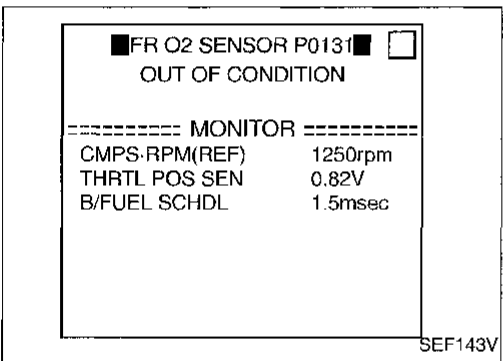 ■FR O2 SENSOR P0131■ □
OUT OF CONDITION
========== MONITOR ==========
CMPS·RPM(REF) 1250rpm
THRTL POS SEN 0.82V
B/FUEL SCHDL 1.5msec
SEF143V